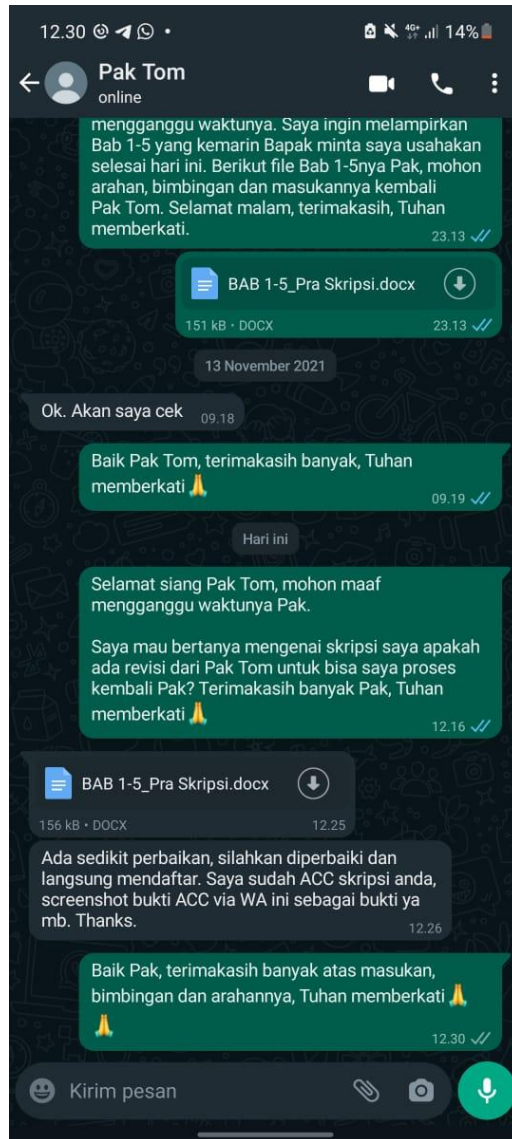 12.30
4G+ 14%
Pak Tom
online
mengganggu waktunya. Saya ingin melampirkan
Bab 1-5 yang kemarin Bapak minta saya usahakan
selesai hari ini. Berikut file Bab 1-5nya Pak, mohon
arahan, bimbingan dan masukannya kembali
Pak Tom. Selamat malam, terimakasih, Tuhan
memberkati.
23.13
BAB 1-5_Pra Skripsi.docx
151 kB • DOCX 23.13
13 November 2021
Ok. Akan saya cek 09.18
Baik Pak Tom, terimakasih banyak, Tuhan
memberkati 🙏
09.19
Hari ini
Selamat siang Pak Tom, mohon maaf
mengganggu waktunya Pak.
Saya mau bertanya mengenai skripsi saya apakah
ada revisi dari Pak Tom untuk bisa saya proses
kembali Pak? Terimakasih banyak Pak, Tuhan
memberkati 🙏
12.16
BAB 1-5_Pra Skripsi.docx
156 kB • DOCX 12.25
Ada sedikit perbaikan, silahkan diperbaiki dan
langsung mendaftar. Saya sudah ACC skripsi anda,
screenshot bukti ACC via WA ini sebagai bukti ya
mb. Thanks.
12.26
Baik Pak, terimakasih banyak atas masukan,
bimbingan dan arahannya, Tuhan memberkati 🙏
🙏
12.30
Kirim pesan